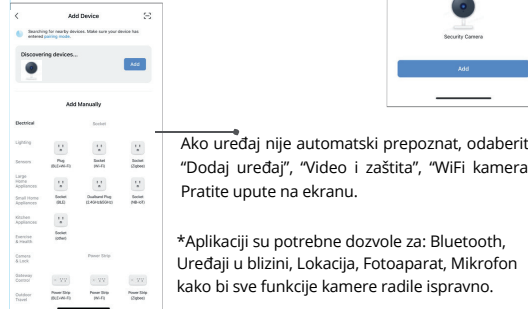 Add Device
Searching for nearby devices. Make sure your device has
entered pairing mode.
Discovering devices...
Add
Add Manually
Electrical
Socket
Lighting
Sensors
Large
Home
Appliances
Small Home
Appliances
Kitchen
Appliances
Exercise
& Health
Camera
& Lock
Gateway
Control
Outdoor
Travel
Plug
(BLE+Wi-Fi)
Socket
(Wi-Fi)
Socket
(Zigbee)
Socket
(BLE)
Dualband Plug
(2.4GHz&5GHz)
Socket
(NB-IoT)
Socket
(other)
Power Strip
Power Strip
(BLE+Wi-Fi)
Power Strip
(Wi-Fi)
Power Strip
(Zigbee)
Security Camera
Add
Ako uređaj nije automatski prepoznat, odaberit
“Dodaj uređaj”, “Video i zaštita”, “WiFi kamera
Pratite upute na ekranu.
*Aplikaciji su potrebne dozvole za: Bluetooth,
Uređaji u blizini, Lokacija, Fotoaparat, Mikrofon
kako bi sve funkcije kamere radile ispravno.